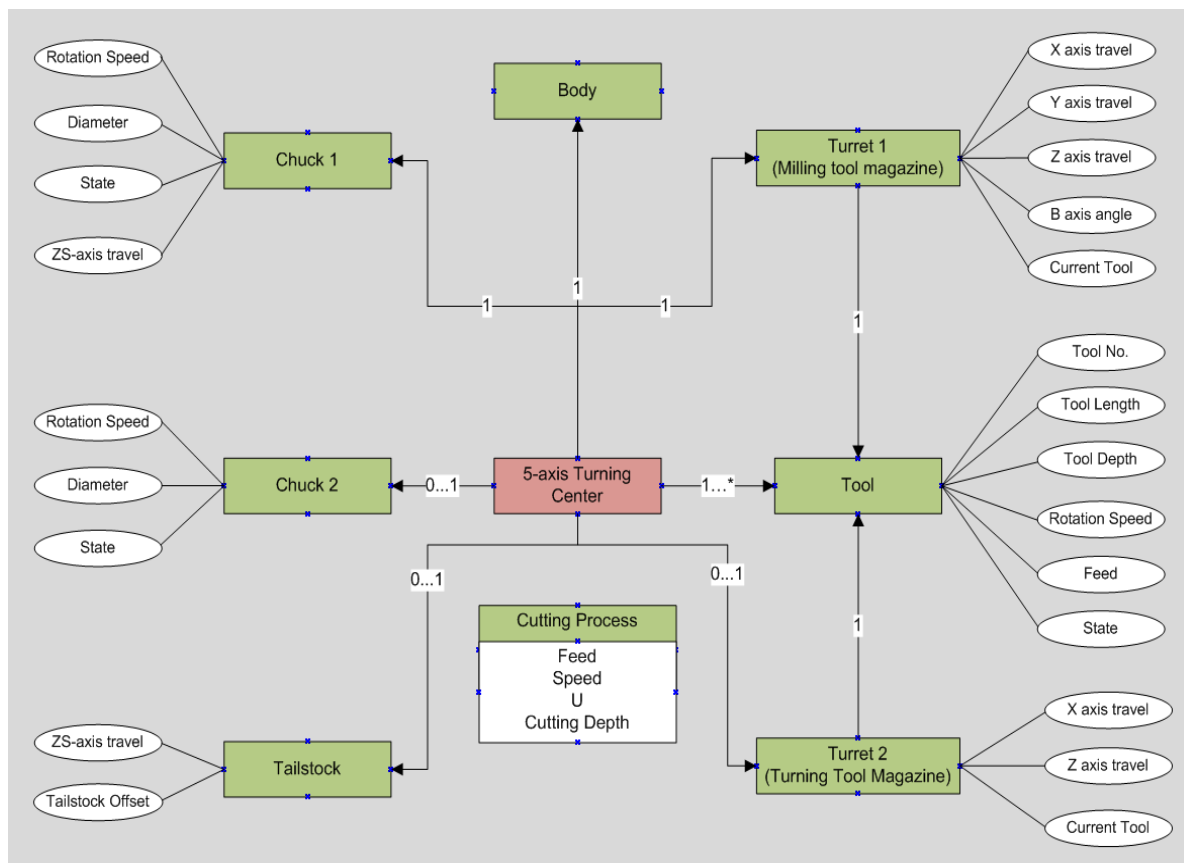 Rotation Speed
Diameter
State
ZS-axis travel
Chuck 1
Body
Turret 1
(Milling tool magazine)
X axis travel
Y axis travel
Z axis travel
B axis angle
Current Tool
1
1
1
1
Rotation Speed
Diameter
State
Chuck 2
0...1
5-axis Turning
Center
1...*
Tool
Tool No.
Tool Length
Tool Depth
Rotation Speed
Feed
State
0...1
0...1
1
Cutting Process
Feed
Speed
U
Cutting Depth
ZS-axis travel
Tailstock Offset
Tailstock
Turret 2
(Turning Tool Magazine)
X axis travel
Z axis travel
Current Tool